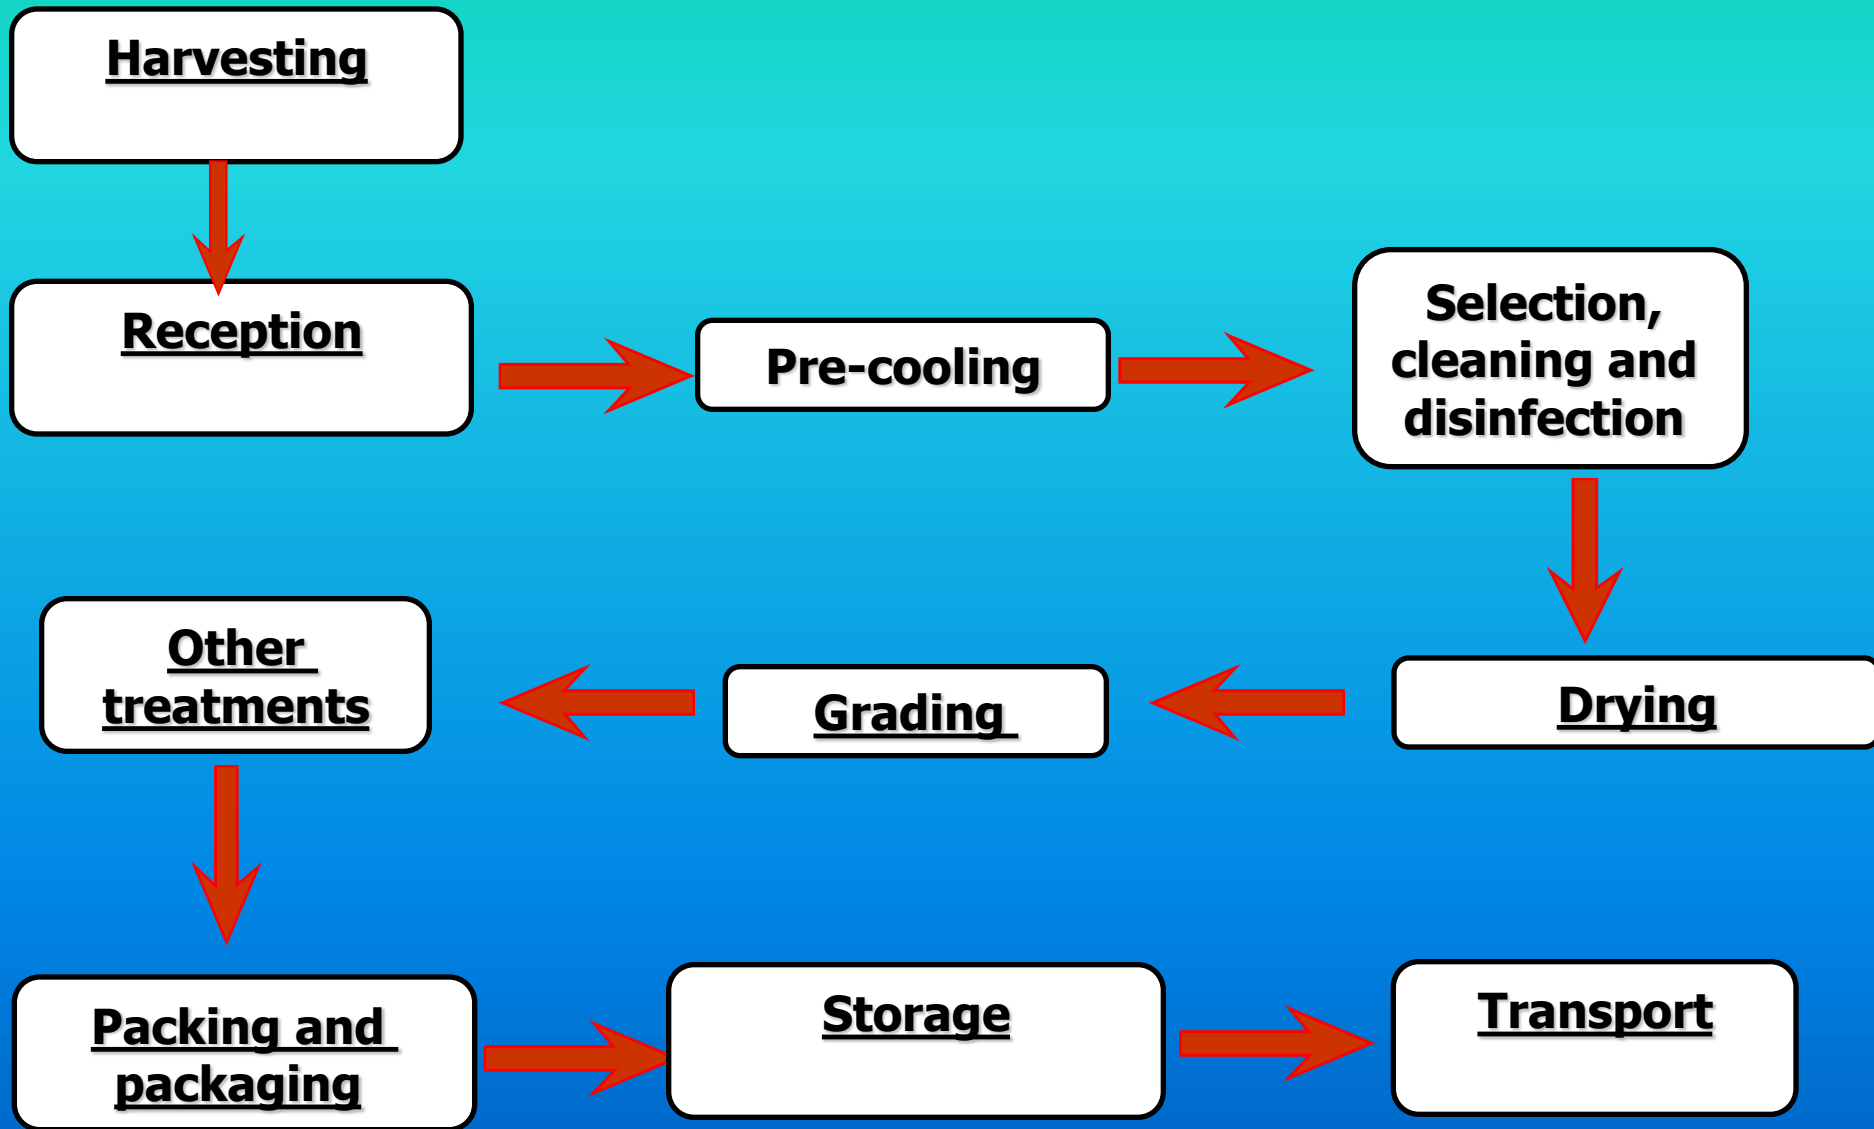 Harvesting
Reception
Pre-cooling
Selection,
cleaning and
disinfection
Drying
Grading
Other
treatments
Packing and
packaging
Storage
Transport